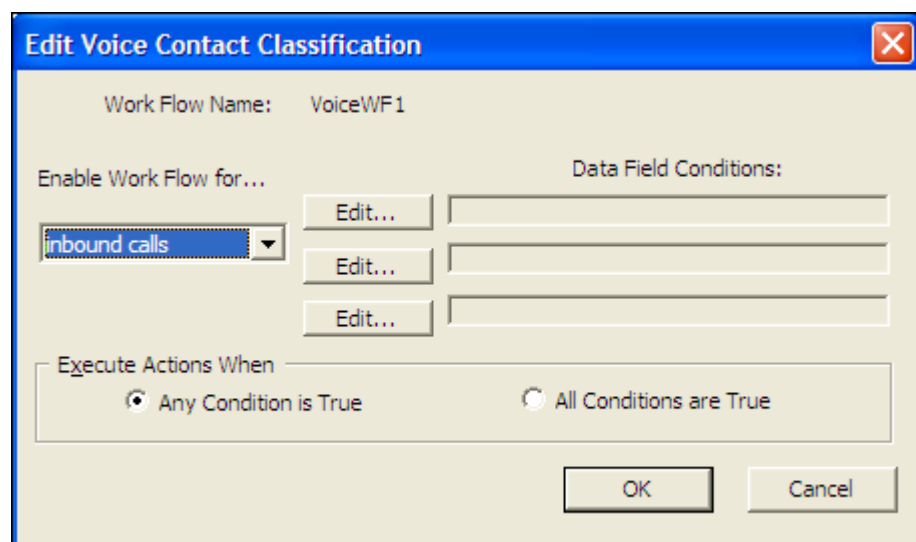 Edit Voice Contact Classification
Work Flow Name: VoiceWF1
Enable Work Flow for...
Data Field Conditions:
inbound calls
Edit...
Edit...
Edit...
Execute Actions When
Any Condition is True
All Conditions are True
OK
Cancel